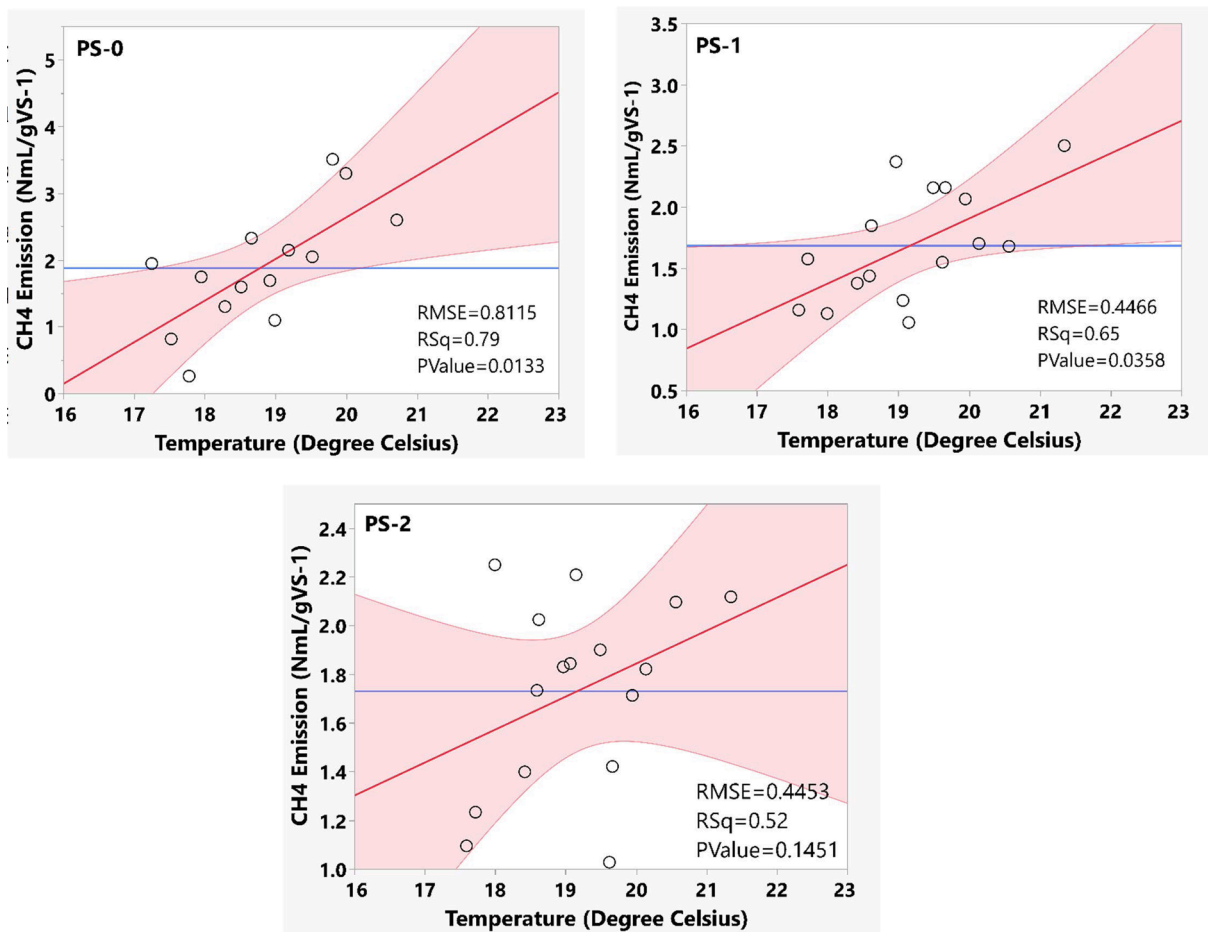 PS-0
CH4 Emission (NmL/gVS-1)
5
4
3
2
1
0
RMSE=0.8115
RSq=0.79
PValue=0.0133
16 17 18 19 20 21 22 23
Temperature (Degree Celsius)
PS-1
CH4 Emission (NmL/gVS-1)
3.5
3.0
2.5
2.0
1.5
1.0
0.5
RMSE=0.4466
RSq=0.65
PValue=0.0358
16 17 18 19 20 21 22 23
Temperature (Degree Celsius)
PS-2
CH4 Emission (NmL/gVS-1)
2.4
2.2
2.0
1.8
1.6
1.4
1.2
1.0
RMSE=0.4453
RSq=0.52
PValue=0.1451
16 17 18 19 20 21 22 23
Temperature (Degree Celsius)